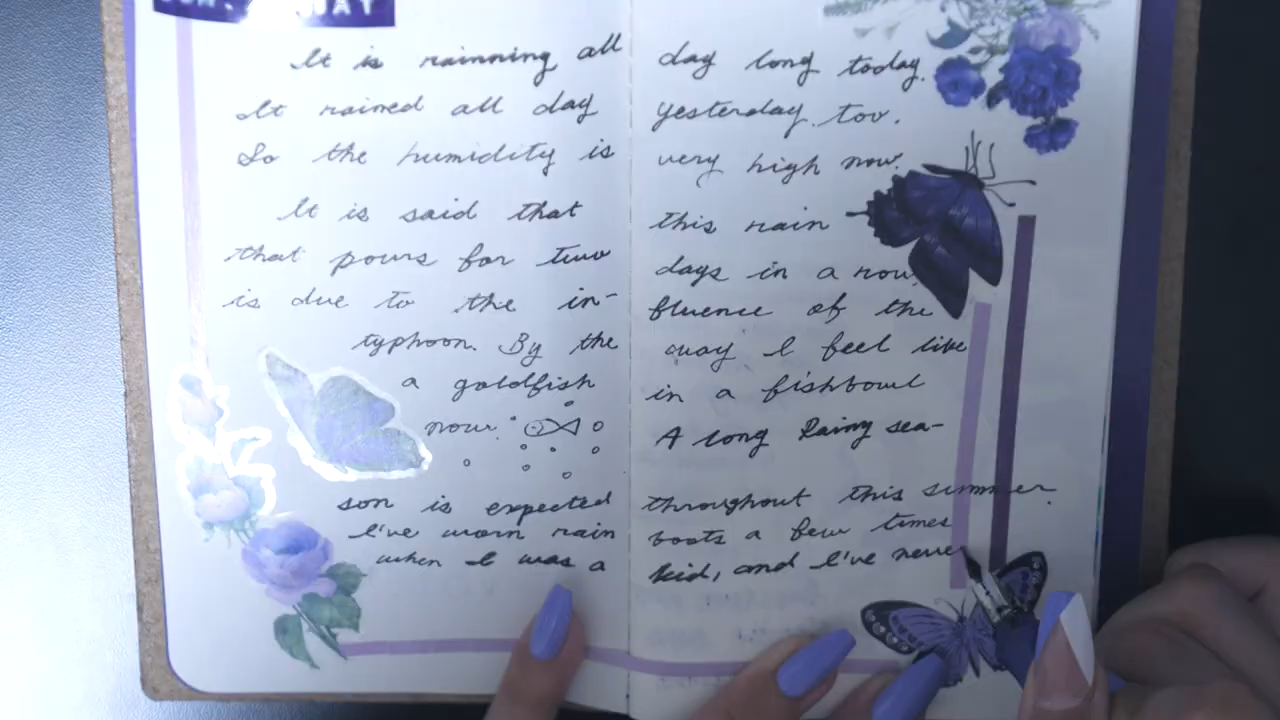 It is rainning all day long today.
It rained all day yesterday too.
So the humidity is very high now.
It is said that this rain
that pours for two days in a row
is due to the in- fluence of the
typhoon. By the way I feel like
a goldfish in a fishbowl
now. A long Rainy sea-
son is expected throughout this summer.
I've worn rain boots a few times
when I was a kid, and I've never